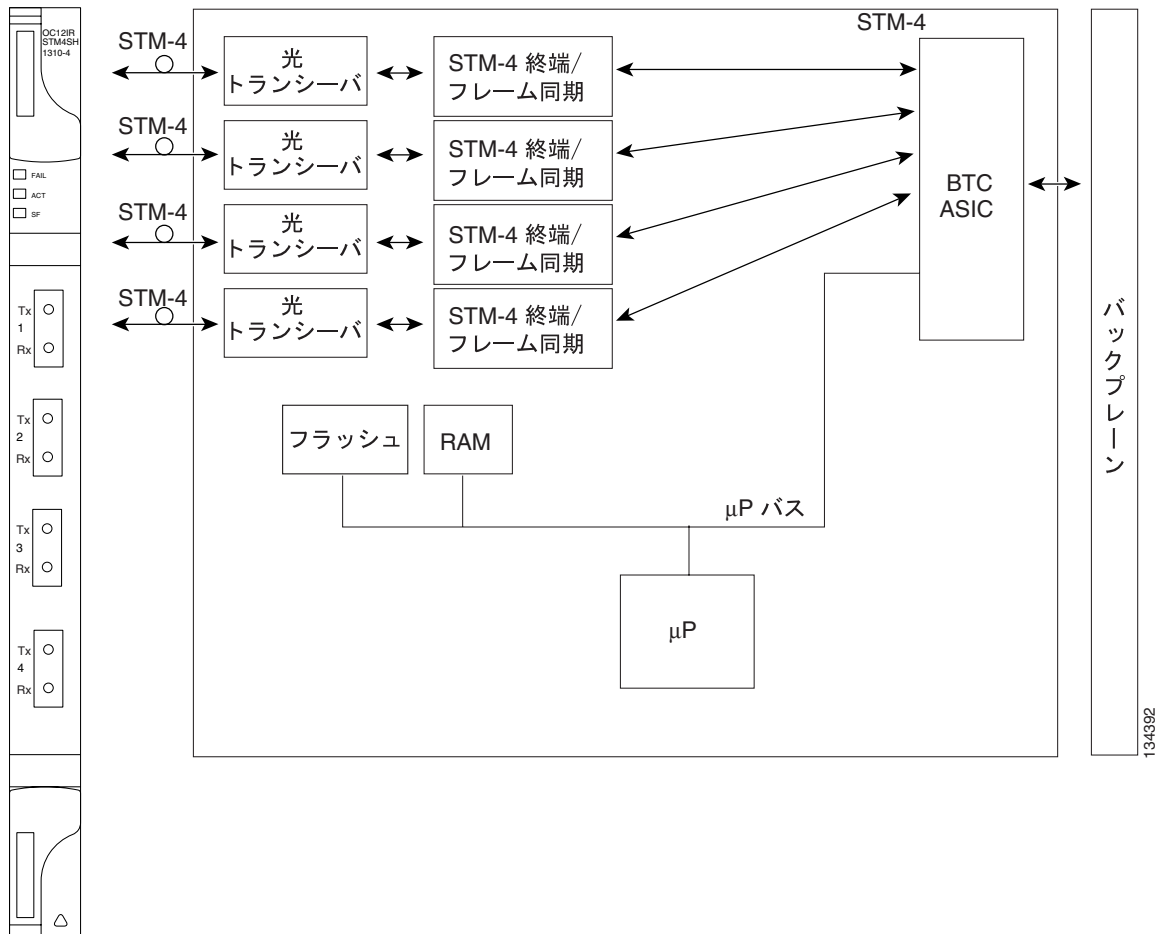 OC12IR
STM4SH
1310-4
FAIL
ACT
SF
Tx
1
Rx
Tx
2
Rx
Tx
3
Rx
Tx
4
Rx
STM-4
光
トランシーバ
STM-4 終端/
フレーム同期
STM-4
光
トランシーバ
STM-4 終端/
フレーム同期
STM-4
光
トランシーバ
STM-4 終端/
フレーム同期
STM-4
光
トランシーバ
STM-4 終端/
フレーム同期
STM-4
BTC
ASIC
フラッシュ
RAM
μP バス
μP
バックプレーン
134392